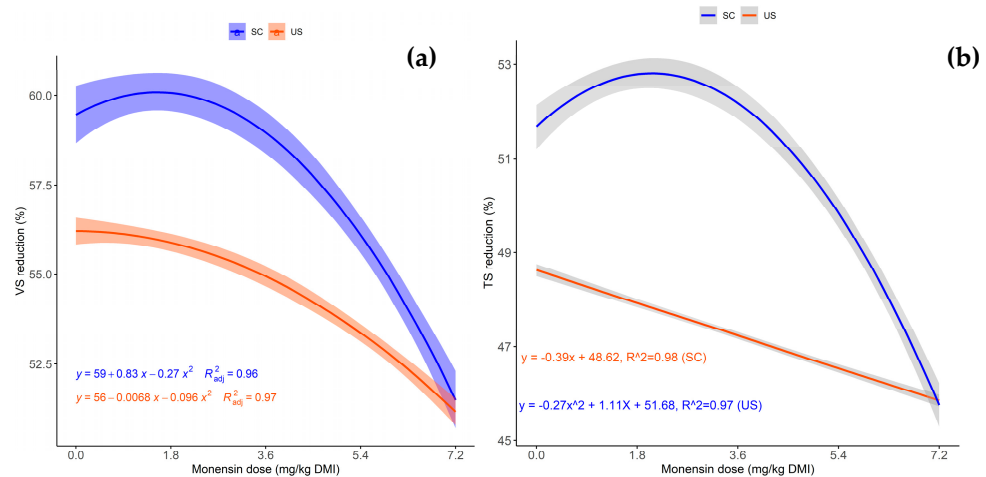 SC US
(a)
VS reduction (%)
60.0
57.5
55.0
52.5
y = 59 + 0.83 x − 0.27 x² R²adj = 0.96
y = 56 − 0.0068 x − 0.096 x² R²adj = 0.97
0.0 1.8 3.6 5.4 7.2
Monensin dose (mg/kg DMI)
SC US
(b)
TS reduction (%)
53
51
49
47
45
y = -0.39x + 48.62, R^2=0.98 (SC)
y = -0.27x^2 + 1.11X + 51.68, R^2=0.97 (US)
0.0 1.8 3.6 5.4 7.2
Monensin dose (mg/kg DMI)